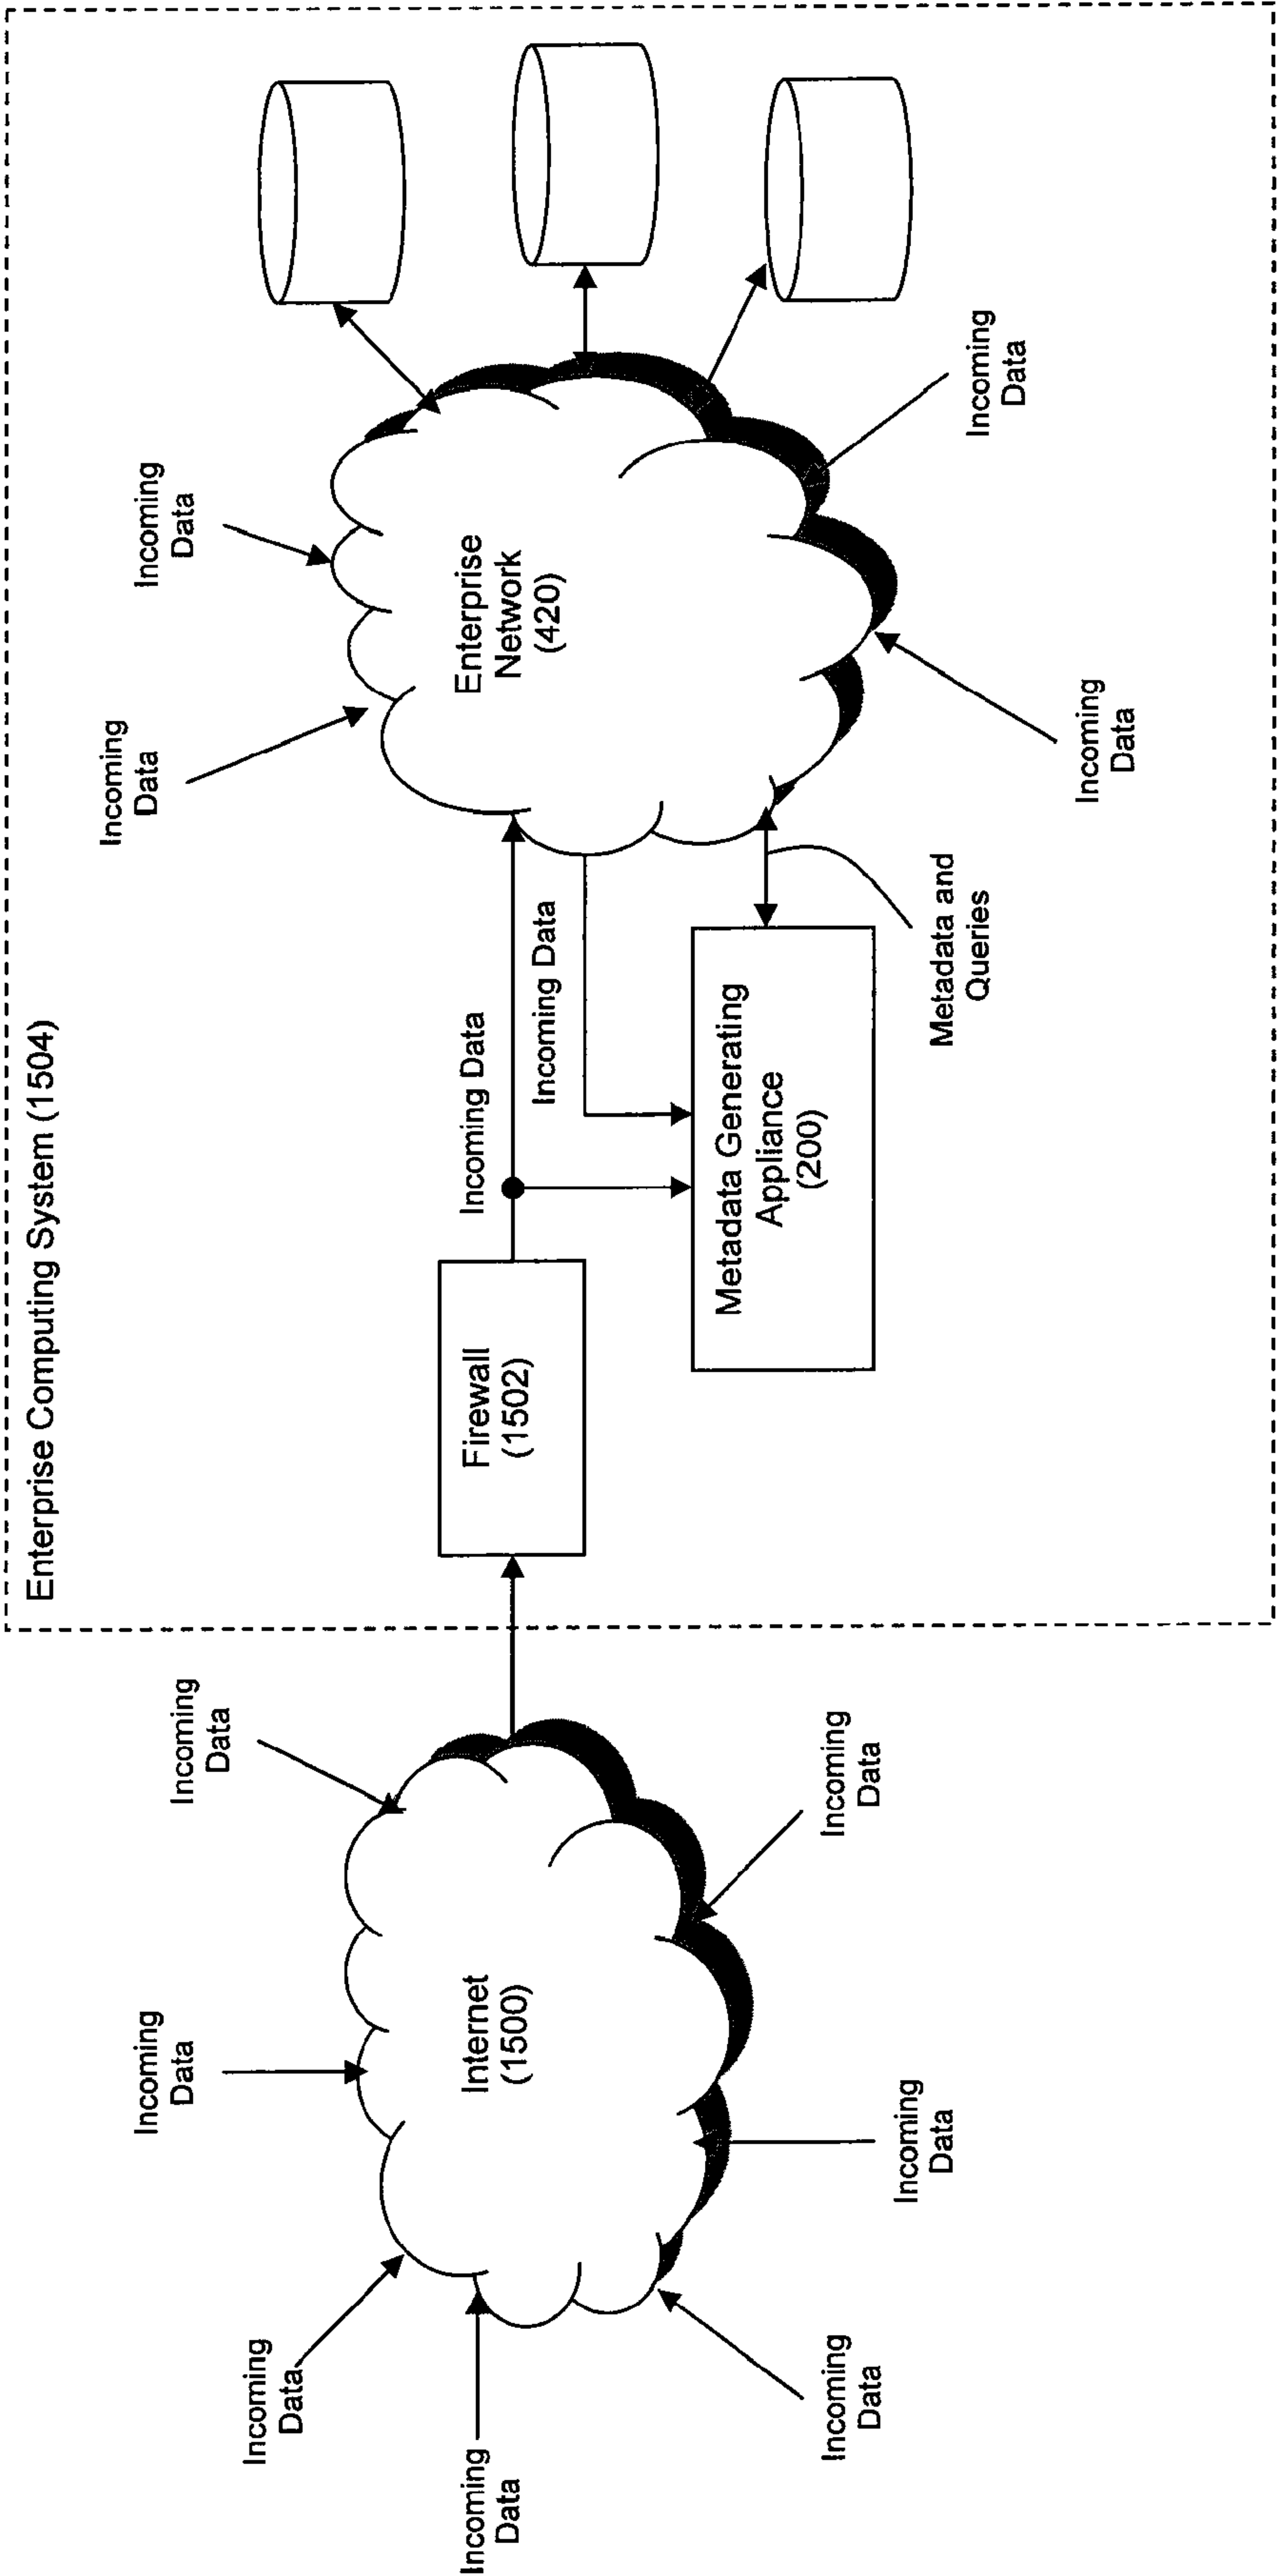 Enterprise Computing System (1504)
Incoming
Data
Incoming
Data
Incoming
Data
Incoming
Data
Incoming
Data
Incoming
Data
Incoming
Data
Internet
(1500)
Firewall
(1502)
Incoming Data
Incoming Data
Metadata Generating
Appliance
(200)
Metadata and
Queries
Enterprise
Network
(420)
Incoming
Data
Incoming
Data
Incoming
Data
Incoming
Data